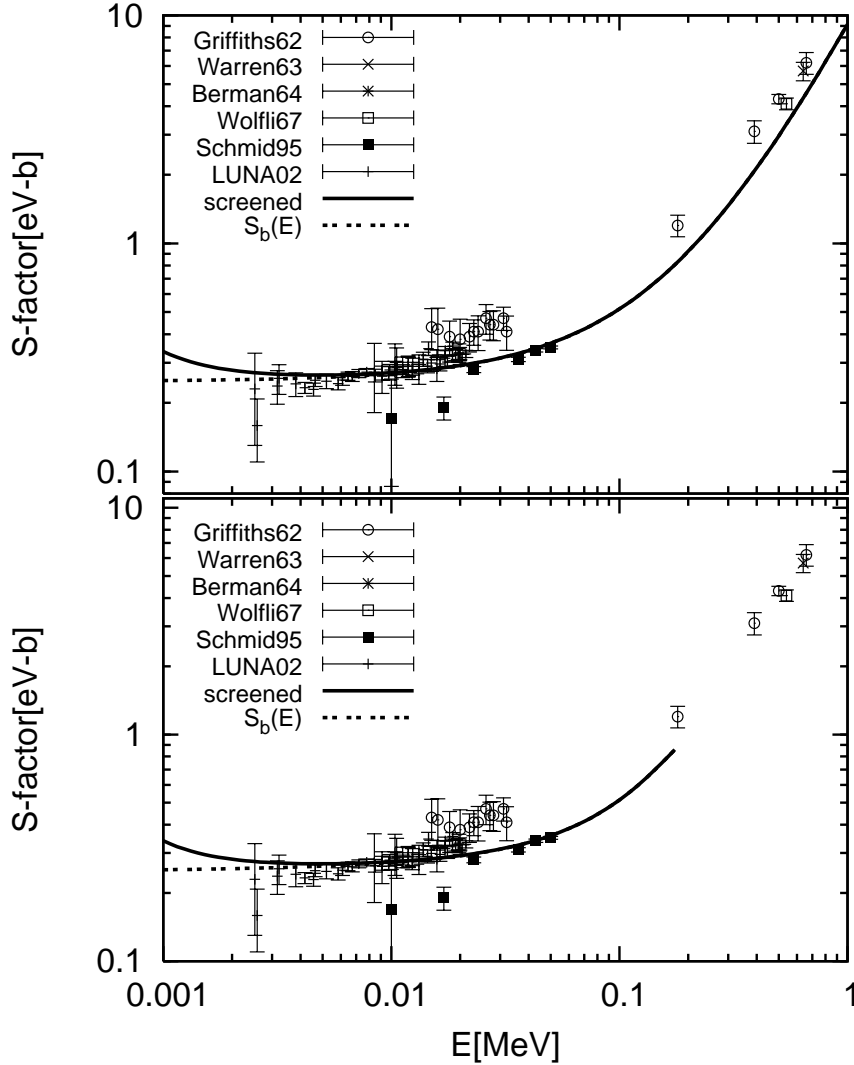 10
1
0.1
S-factor[eV-b]
Griffiths62
Warren63
Berman64
Wolfli67
Schmid95
LUNA02
screened
S_b(E)
10
1
0.1
S-factor[eV-b]
Griffiths62
Warren63
Berman64
Wolfli67
Schmid95
LUNA02
screened
S_b(E)
0.001 0.01 0.1 1
E[MeV]